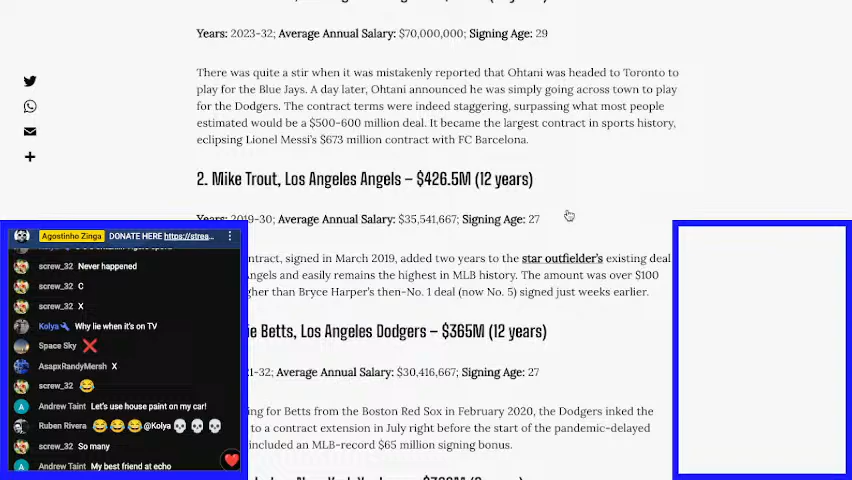 Years: 2023-32; Average Annual Salary: $70,000,000; Signing Age: 29
There was quite a stir when it was mistakenly reported that Ohtani was headed to Toronto to
play for the Blue Jays. A day later, Ohtani announced he was simply going across town to play
for the Dodgers. The contract terms were indeed staggering, surpassing what most people
estimated would be a $500-600 million deal. It became the largest contract in sports history,
eclipsing Lionel Messi's $673 million contract with FC Barcelona.
2. Mike Trout, Los Angeles Angels – $426.5M (12 years)
Years: 2019-30; Average Annual Salary: $35,541,667; Signing Age: 27
ontract, signed in March 2019, added two years to the star outfielder's existing deal
ngels and easily remains the highest in MLB history. The amount was over $100
gher than Bryce Harper's then-No. 1 deal (now No. 5) signed just weeks earlier.
ie Betts, Los Angeles Dodgers – $365M (12 years)
1-32; Average Annual Salary: $30,416,667; Signing Age: 27
ing for Betts from the Boston Red Sox in February 2020, the Dodgers inked the
to a contract extension in July right before the start of the pandemic-delayed
ncluded an MLB-record $65 million signing bonus.
Agostinho Zinga DONATE HERE https://strea...
screw_32 Never happened
screw_32 C
screw_32 X
Kolya Why lie when it's on TV
Space Sky
AsapxRandyMersh X
screw_32
Andrew Taint Let's use house paint on my car!
Ruben Rivera @Kolya
screw_32 So many
Andrew Taint My best friend at echo